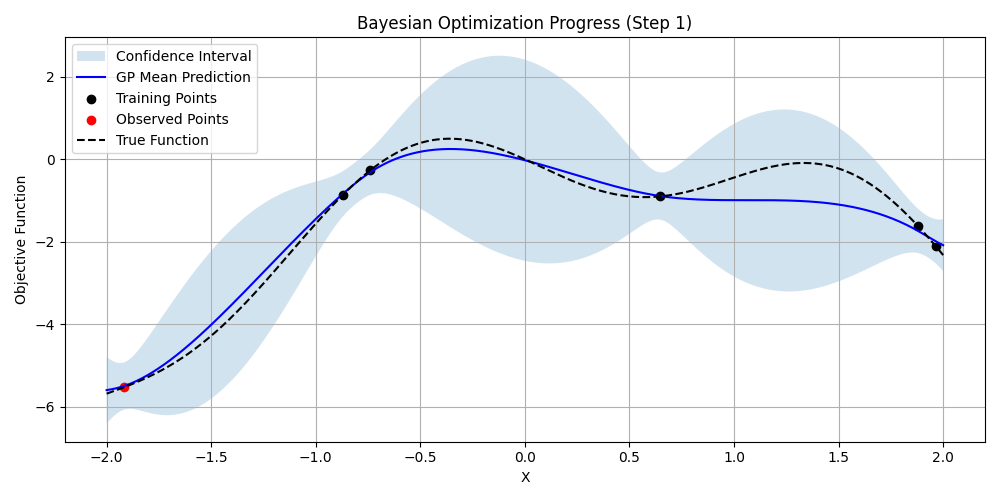 Bayesian Optimization Progress (Step 1)
Confidence Interval
GP Mean Prediction
Training Points
Observed Points
True Function
Objective Function
2
0
−2
−4
−6
−2.0 −1.5 −1.0 −0.5 0.0 0.5 1.0 1.5 2.0
X